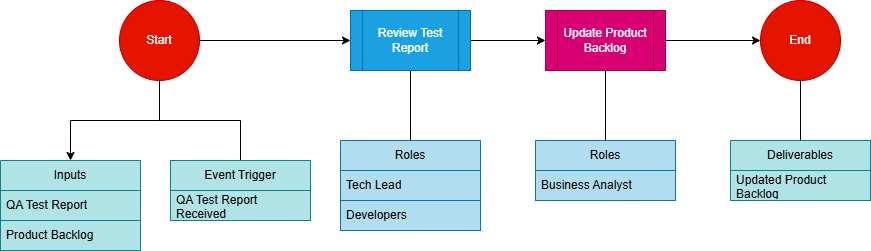 Start
Review Test
Report
Update Product
Backlog
End
Inputs
QA Test Report
Product Backlog
Event Trigger
QA Test Report
Received
Roles
Tech Lead
Developers
Roles
Business Analyst
Deliverables
Updated Product
Backlog